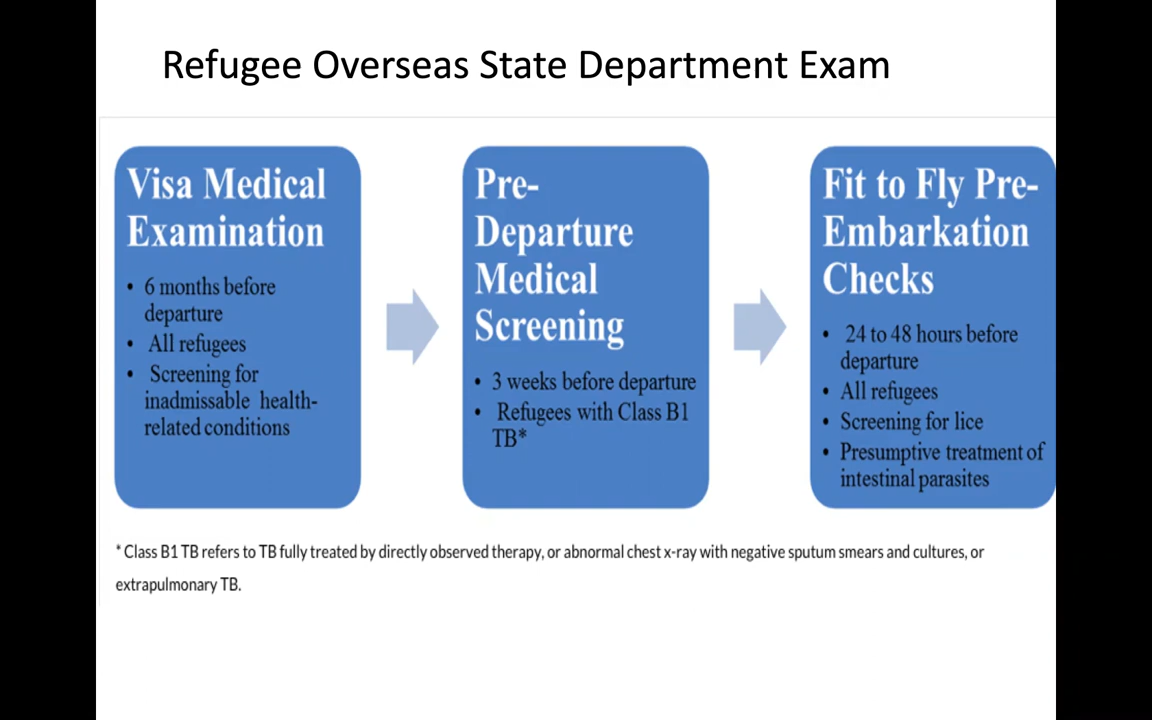 Refugee Overseas State Department Exam
Visa Medical
Examination
• 6 months before
departure
• All refugees
• Screening for
inadmissable health-
related conditions
Pre-
Departure
Medical
Screening
• 3 weeks before departure
• Refugees with Class B1
TB*
Fit to Fly Pre-
Embarkation
Checks
• 24 to 48 hours before
departure
• All refugees
• Screening for lice
• Presumptive treatment of
intestinal parasites
* Class B1 TB refers to TB fully treated by directly observed therapy, or abnormal chest x-ray with negative sputum smears and cultures, or
extrapulmonary TB.